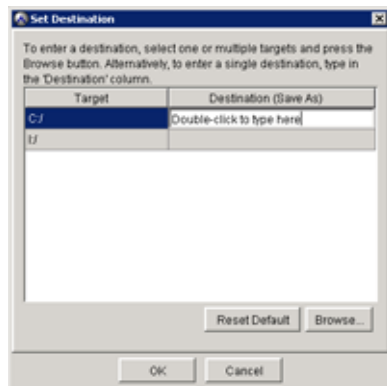 Set Destination
To enter a destination, select one or multiple targets and press the
Browse button. Alternatively, to enter a single destination, type in
the 'Destination' column.
Target Destination (Save As)
C:/ Double-click to type here
I:/
Reset Default Browse...
OK Cancel